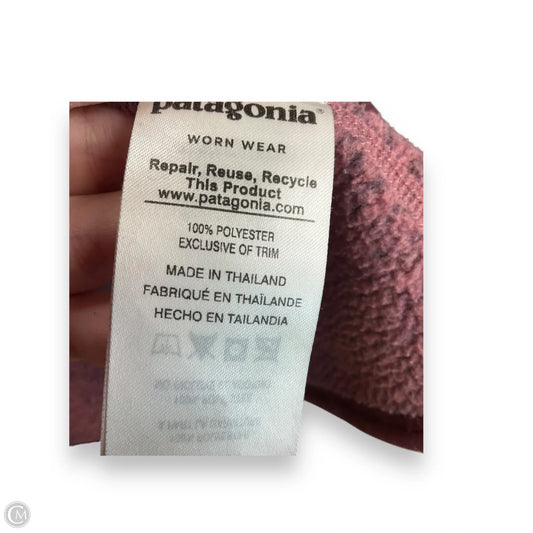 patagonia®
WORN WEAR
Repair, Reuse, Recycle
This Product
www.patagonia.com
100% POLYESTER
EXCLUSIVE OF TRIM
MADE IN THAILAND
FABRIQUÉ EN THAÏLANDE
HECHO EN TAILANDIA
CM